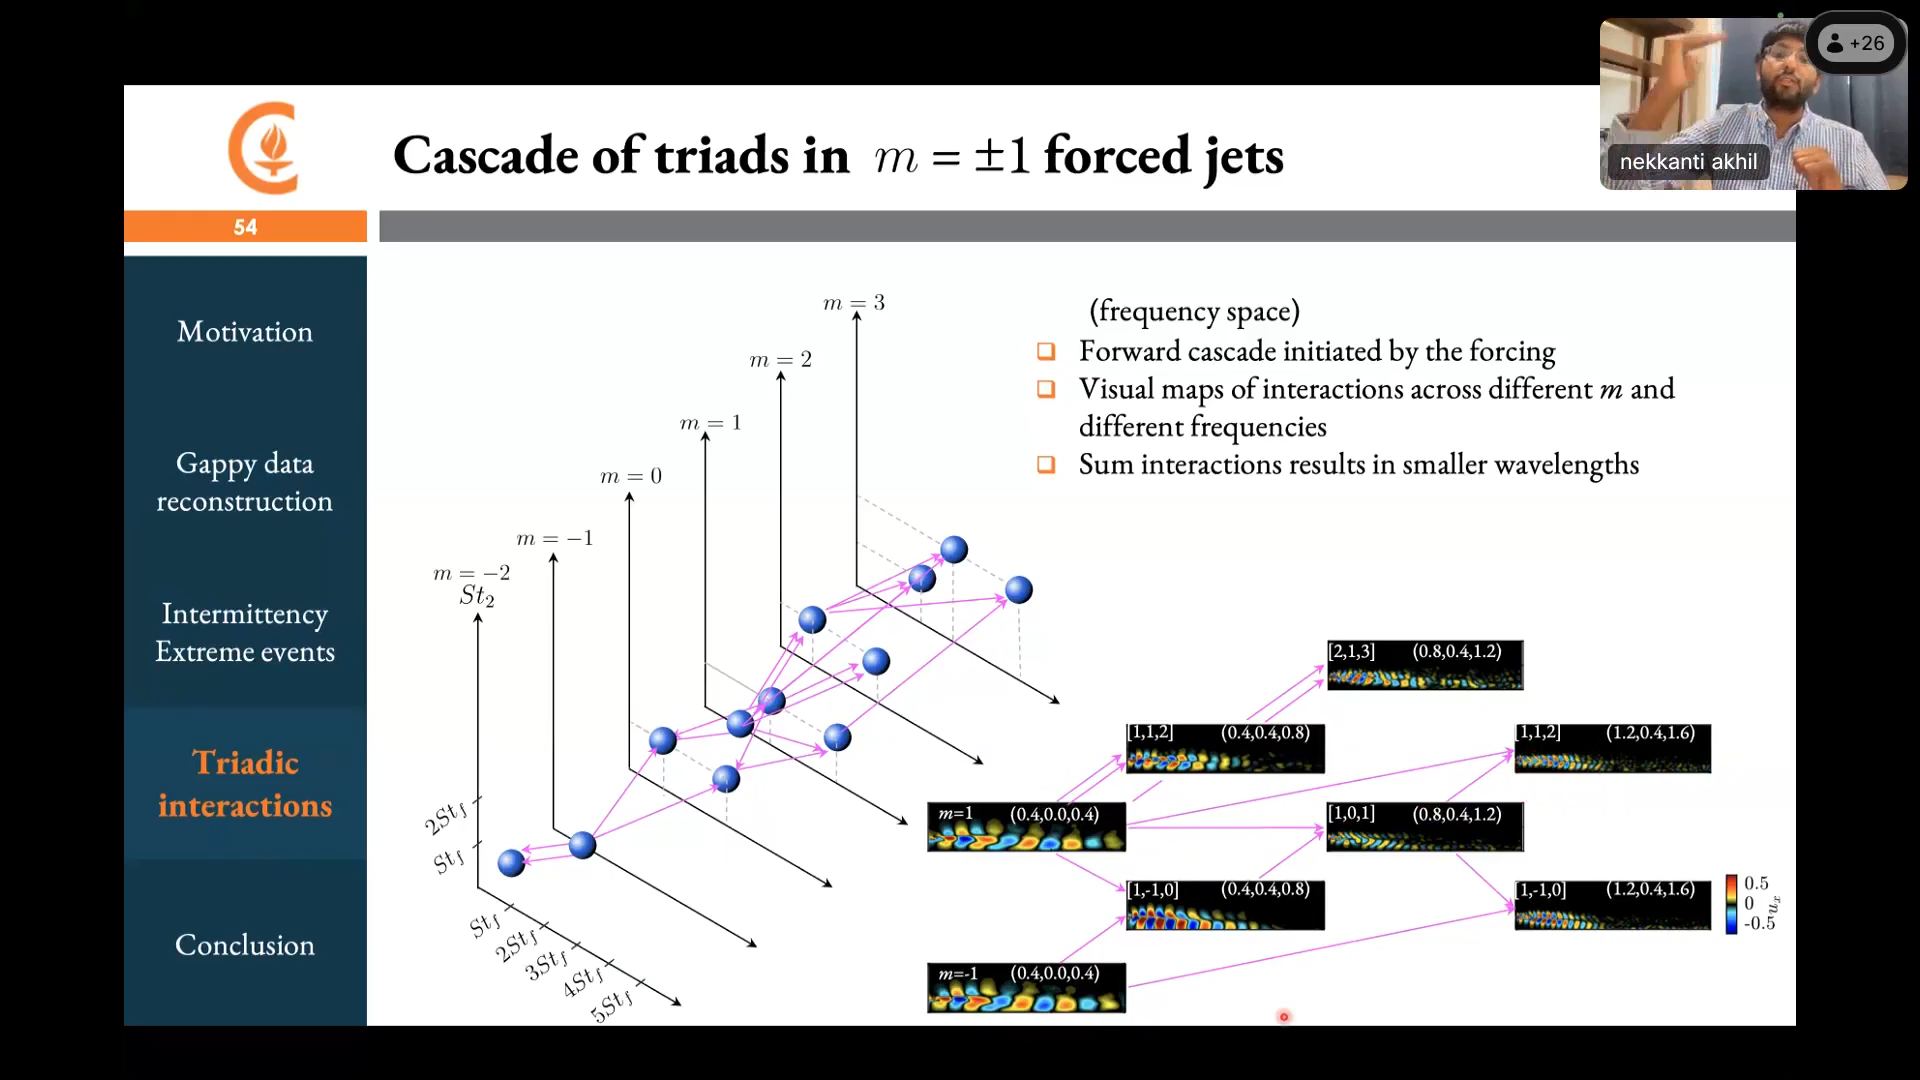 +26
nekkanti akhil
Cascade of triads in m = ±1 forced jets
54
Motivation
Gappy data
reconstruction
Intermittency
Extreme events
Triadic
interactions
Conclusion
(frequency space)
Forward cascade initiated by the forcing
Visual maps of interactions across different m and
different frequencies
Sum interactions results in smaller wavelengths
m = 3
m = 2
m = 1
m = 0
m = −1
m = −2
St₂
2St_f
St_f
St_f
2St_f
3St_f
4St_f
5St_f
[2,1,3] (0.8,0.4,1.2)
[1,1,2] (0.4,0.4,0.8)
[1,1,2] (1.2,0.4,1.6)
m=1 (0.4,0.0,0.4)
[1,0,1] (0.8,0.4,1.2)
[1,-1,0] (0.4,0.4,0.8)
[1,-1,0] (1.2,0.4,1.6)
m=-1 (0.4,0.0,0.4)
0.5
0
-0.5
u_x